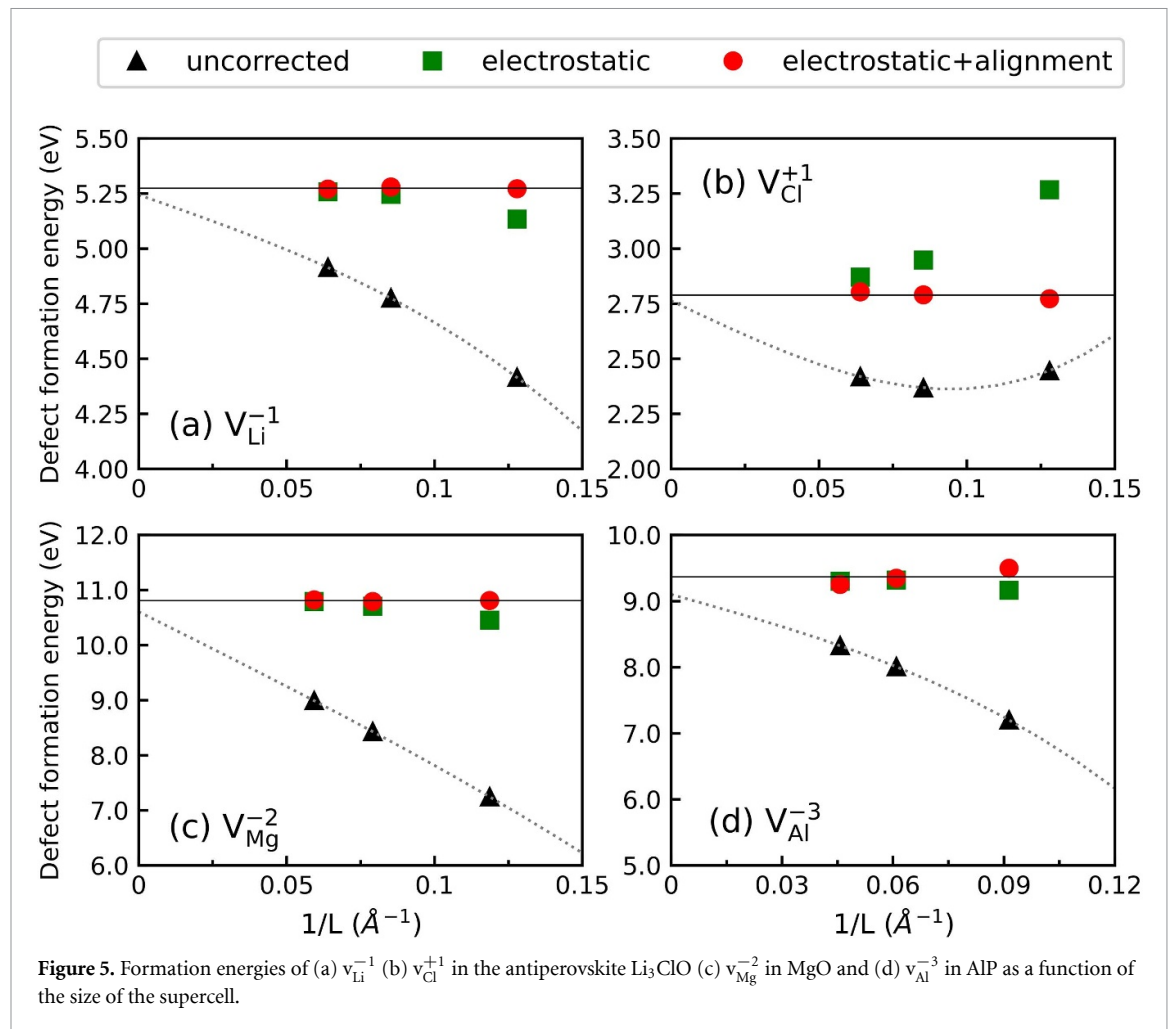 uncorrected electrostatic electrostatic+alignment
Defect formation energy (eV)
5.50
5.25
5.00
4.75
4.50
4.25
4.00
(a) V_Li^−1
0 0.05 0.1 0.15
3.50
3.25
3.00
2.75
2.50
2.25
2.00
(b) V_Cl^+1
0 0.05 0.1 0.15
Defect formation energy (eV)
12.0
11.0
10.0
9.0
8.0
7.0
6.0
(c) V_Mg^−2
0 0.05 0.1 0.15
1/L (Å⁻¹)
10.0
9.0
8.0
7.0
6.0
5.0
(d) V_Al^−3
0 0.03 0.06 0.09 0.12
1/L (Å⁻¹)
Figure 5. Formation energies of (a) v_Li^−1 (b) v_Cl^+1 in the antiperovskite Li₃ClO (c) v_Mg^−2 in MgO and (d) v_Al^−3 in AlP as a function of
the size of the supercell.